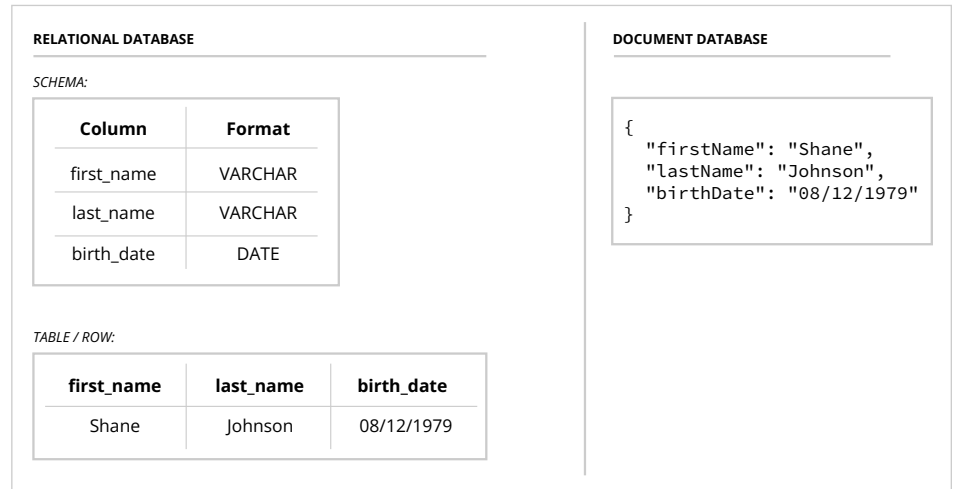 RELATIONAL DATABASE
SCHEMA:
Column Format
first_name VARCHAR
last_name VARCHAR
birth_date DATE
TABLE / ROW:
first_name last_name birth_date
Shane Johnson 08/12/1979
DOCUMENT DATABASE
{
  "firstName": "Shane",
  "lastName": "Johnson",
  "birthDate": "08/12/1979"
}